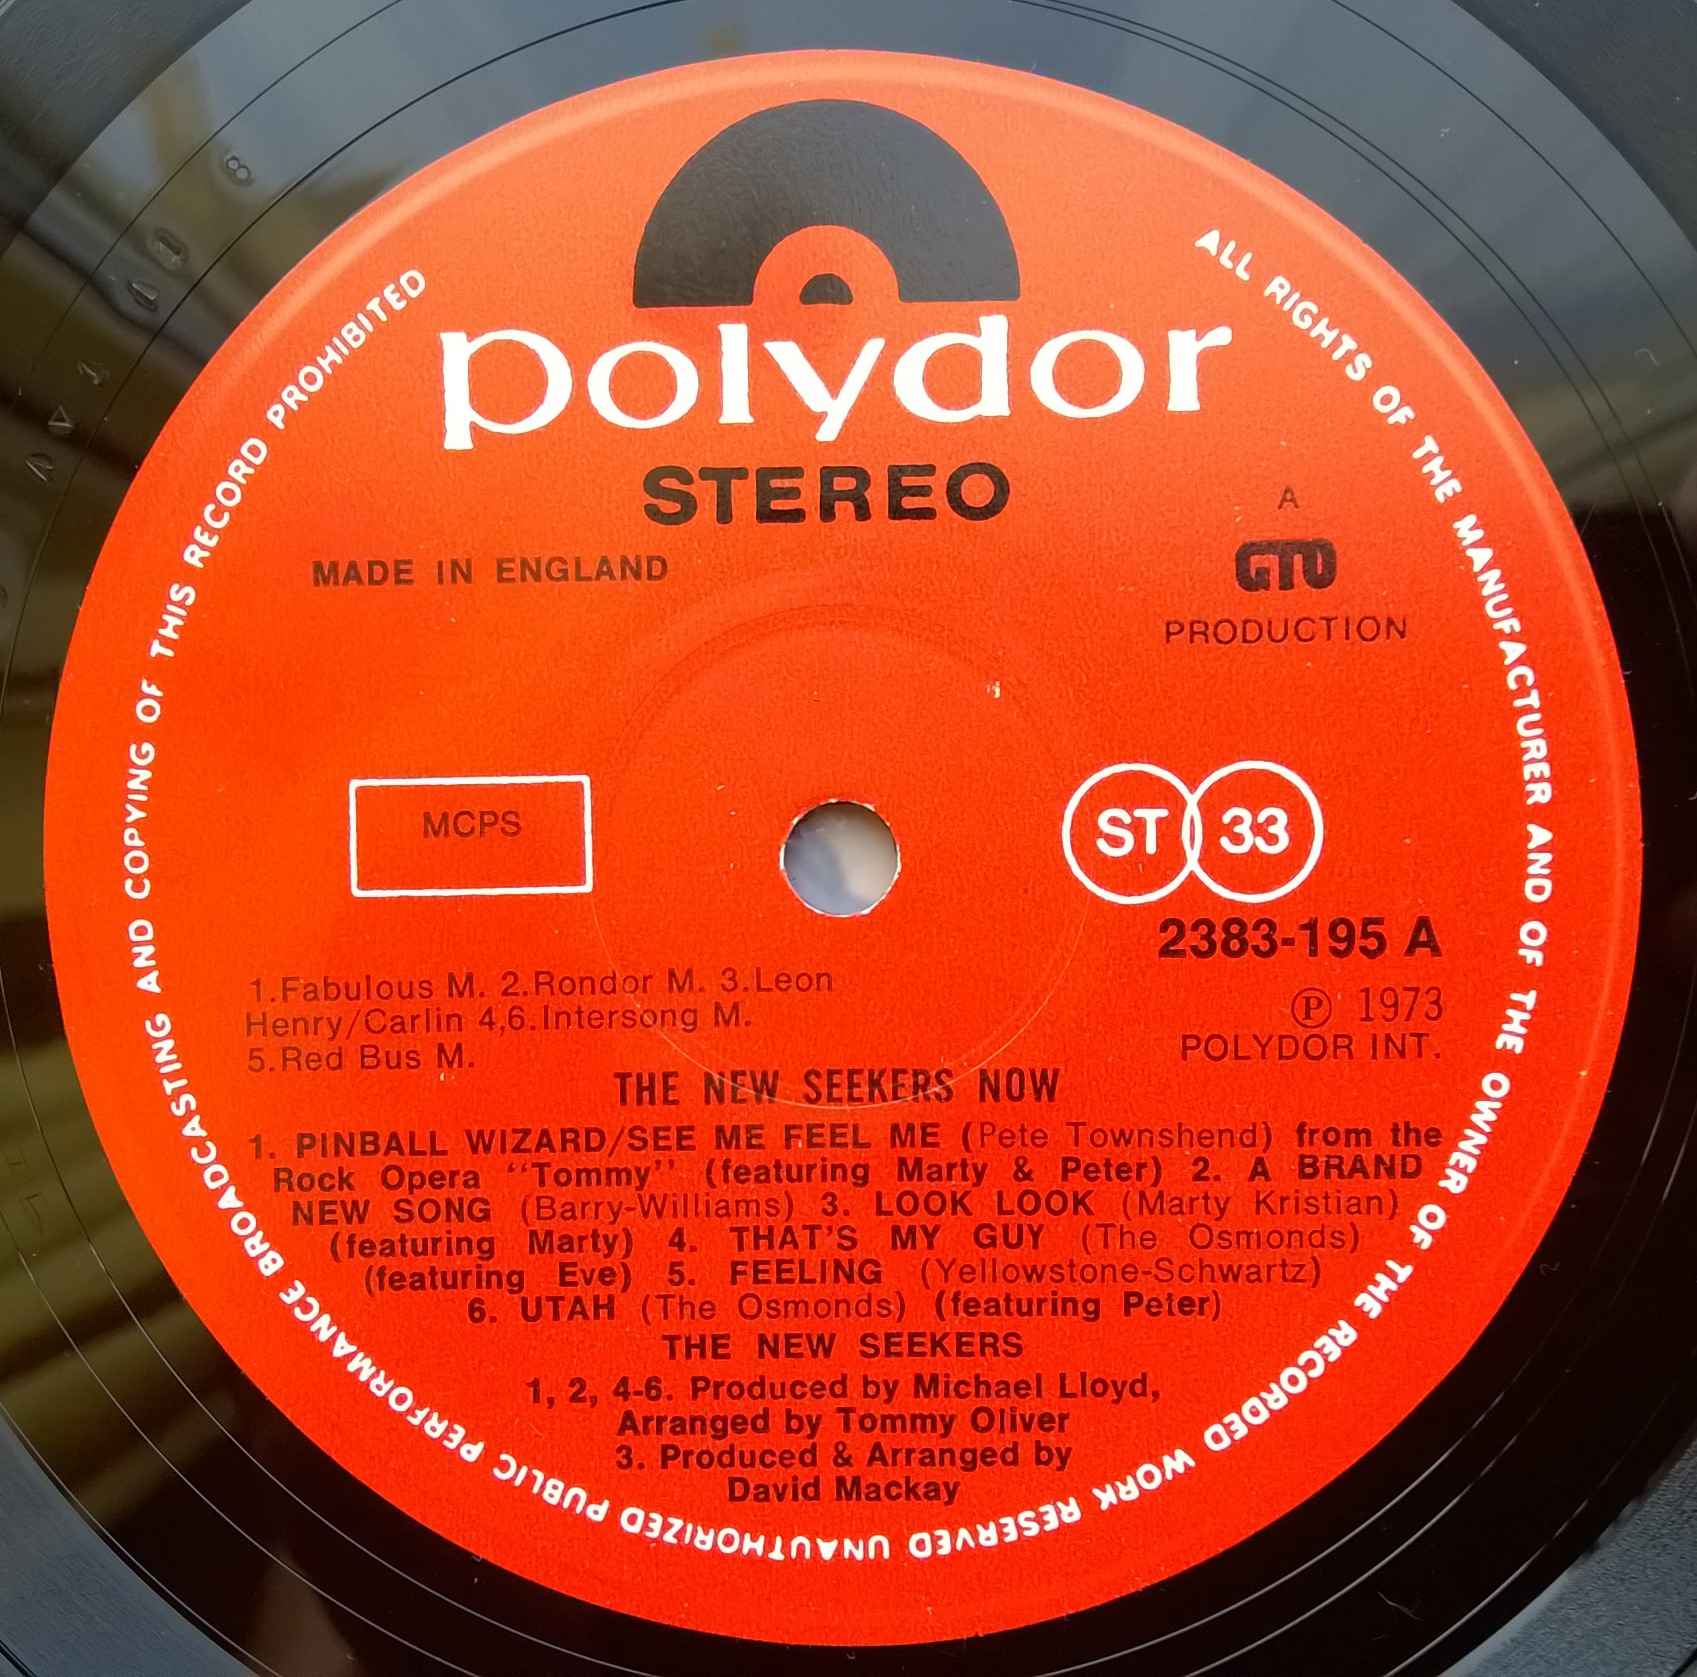 polydor
STEREO
MADE IN ENGLAND
A
GTO
PRODUCTION
MCPS
ST 33
2383-195 A
1.Fabulous M. 2.Rondor M. 3.Leon
Henry/Carlin 4,6.Intersong M.
5.Red Bus M.
℗ 1973
POLYDOR INT.
THE NEW SEEKERS NOW
1. PINBALL WIZARD/SEE ME FEEL ME (Pete Townshend) from the
Rock Opera "Tommy" (featuring Marty & Peter) 2. A BRAND
NEW SONG (Barry-Williams) 3. LOOK LOOK (Marty Kristian)
(featuring Marty) 4. THAT'S MY GUY (The Osmonds)
(featuring Eve) 5. FEELING (Yellowstone-Schwartz)
6. UTAH (The Osmonds) (featuring Peter)
THE NEW SEEKERS
1, 2, 4-6. Produced by Michael Lloyd,
Arranged by Tommy Oliver
3. Produced & Arranged by
David Mackay
ALL RIGHTS OF THE MANUFACTURER AND OF THE OWNER OF THE RECORDED WORK RESERVED UNAUTHORIZED PUBLIC PERFORMANCE BROADCASTING AND COPYING OF THIS RECORD PROHIBITED